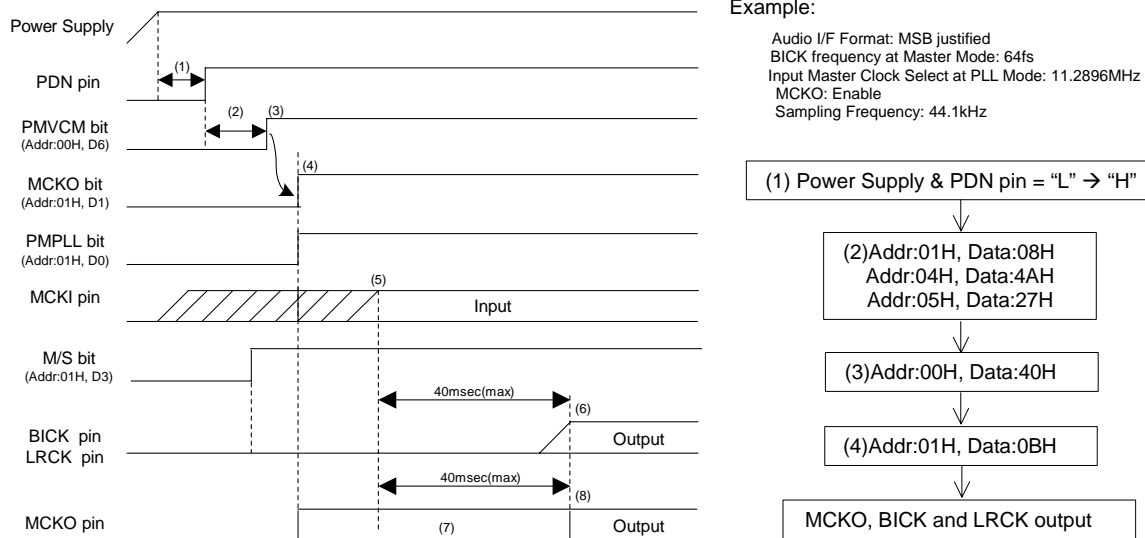 Power Supply
(1)
PDN pin
(2)
(3)
PMVCM bit
(Addr:00H, D6)
(4)
MCKO bit
(Addr:01H, D1)
PMPLL bit
(Addr:01H, D0)
(5)
MCKI pin
Input
M/S bit
(Addr:01H, D3)
40msec(max)
(6)
BICK pin
LRCK pin
Output
40msec(max)
(8)
MCKO pin
(7)
Output
Example:
Audio I/F Format: MSB justified
BICK frequency at Master Mode: 64fs
Input Master Clock Select at PLL Mode: 11.2896MHz
MCKO: Enable
Sampling Frequency: 44.1kHz
(1) Power Supply & PDN pin = “L” → “H”
(2)Addr:01H, Data:08H
Addr:04H, Data:4AH
Addr:05H, Data:27H
(3)Addr:00H, Data:40H
(4)Addr:01H, Data:0BH
MCKO, BICK and LRCK output